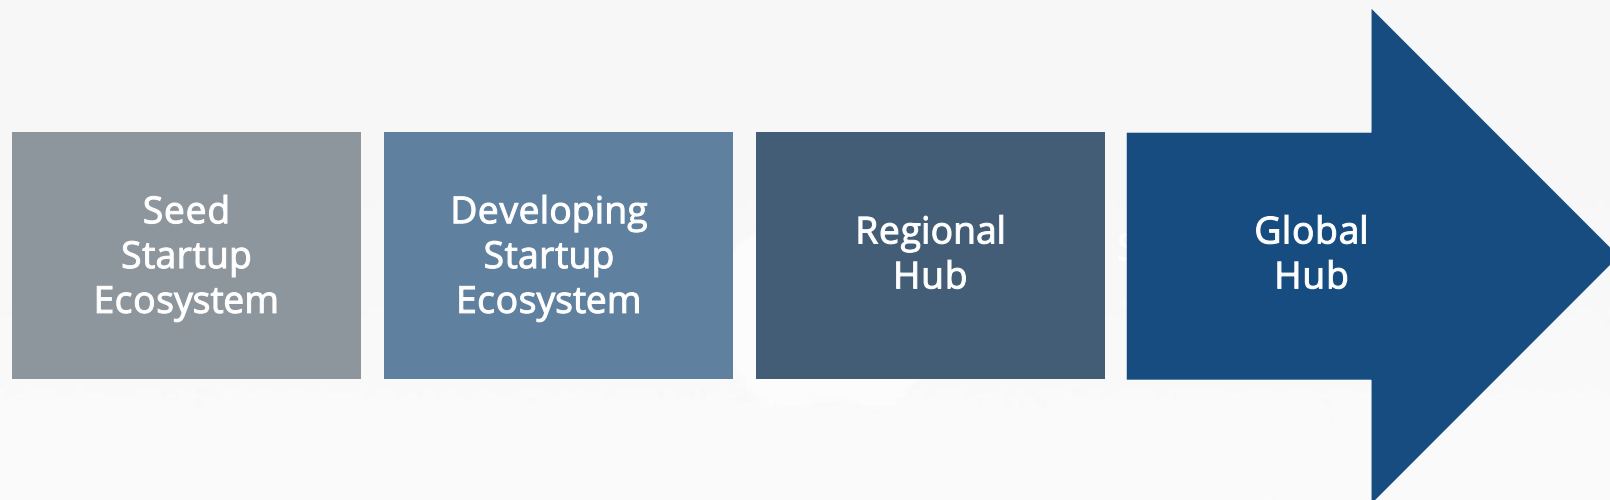 Seed
Startup
Ecosystem
Developing
Startup
Ecosystem
Regional
Hub
Global
Hub